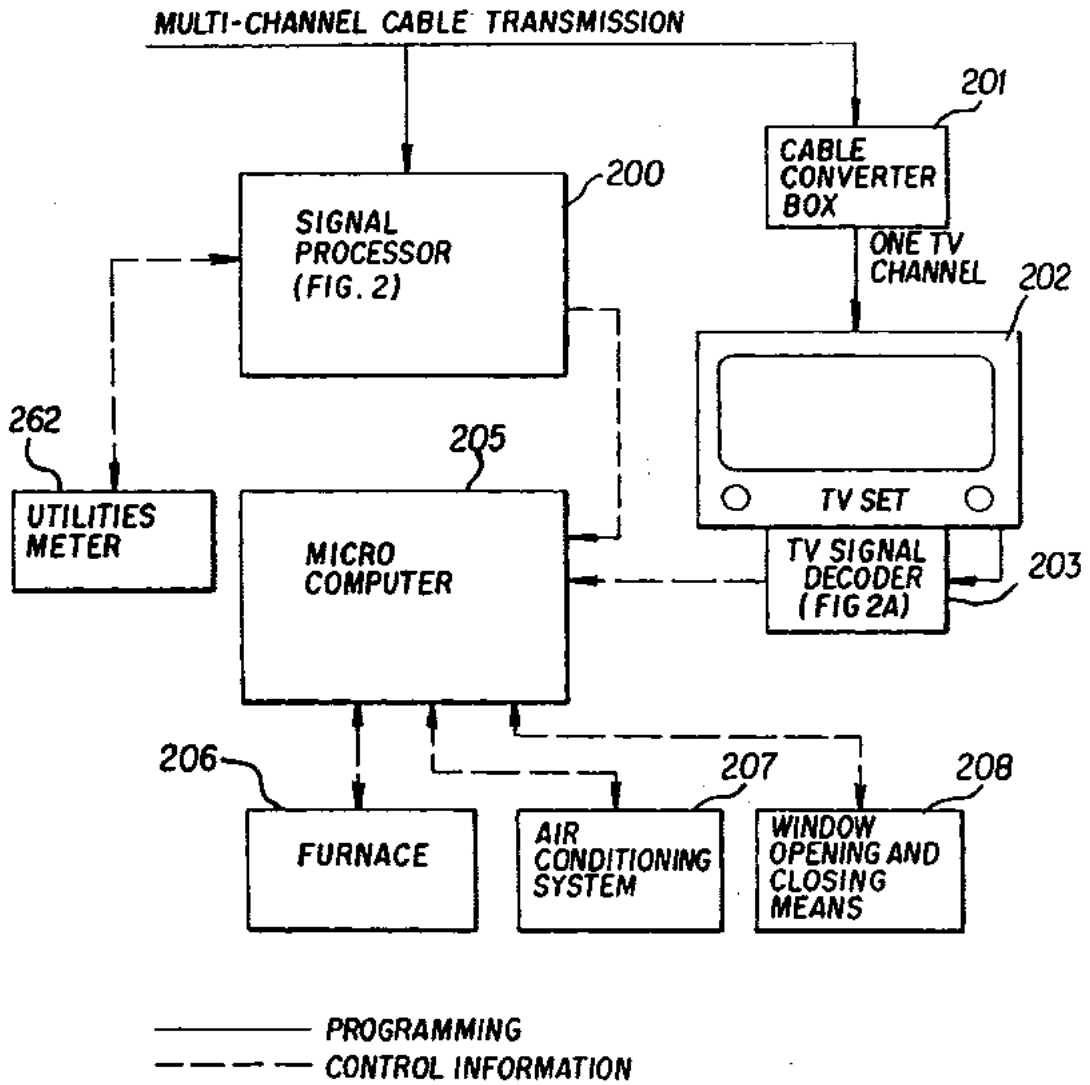 MULTI-CHANNEL CABLE TRANSMISSION
201
CABLE
CONVERTER
BOX
200
SIGNAL
PROCESSOR
(FIG. 2)
ONE TV
CHANNEL
202
262
UTILITIES
METER
205
MICRO
COMPUTER
TV SET
TV SIGNAL
DECODER
(FIG 2A)
203
206
FURNACE
207
AIR
CONDITIONING
SYSTEM
208
WINDOW
OPENING AND
CLOSING
MEANS
PROGRAMMING
CONTROL INFORMATION